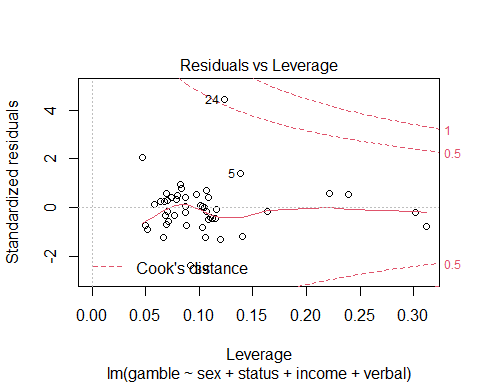 Residuals vs Leverage
Standardized residuals
4
2
0
-2
24
5
1
0.5
0.5
Cook's distance
0.00 0.05 0.10 0.15 0.20 0.25 0.30
Leverage
lm(gamble ~ sex + status + income + verbal)